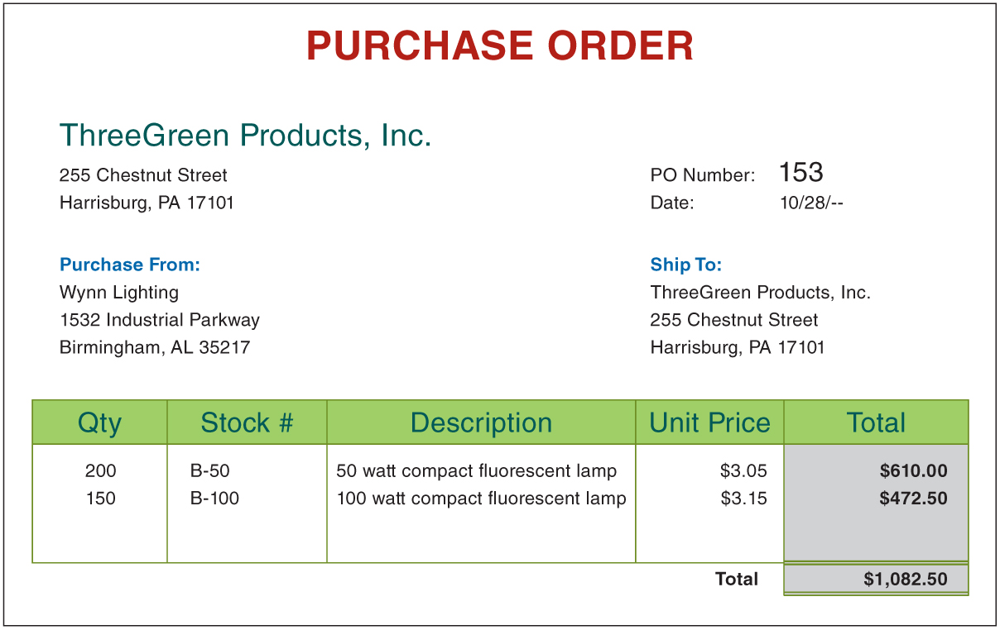 PURCHASE ORDER
ThreeGreen Products, Inc.
255 Chestnut Street
Harrisburg, PA 17101
PO Number: 153
Date: 10/28/--
Purchase From:
Wynn Lighting
1532 Industrial Parkway
Birmingham, AL 35217
Ship To:
ThreeGreen Products, Inc.
255 Chestnut Street
Harrisburg, PA 17101
Qty Stock # Description Unit Price Total
200 B-50 50 watt compact fluorescent lamp $3.05 $610.00
150 B-100 100 watt compact fluorescent lamp $3.15 $472.50
Total $1,082.50